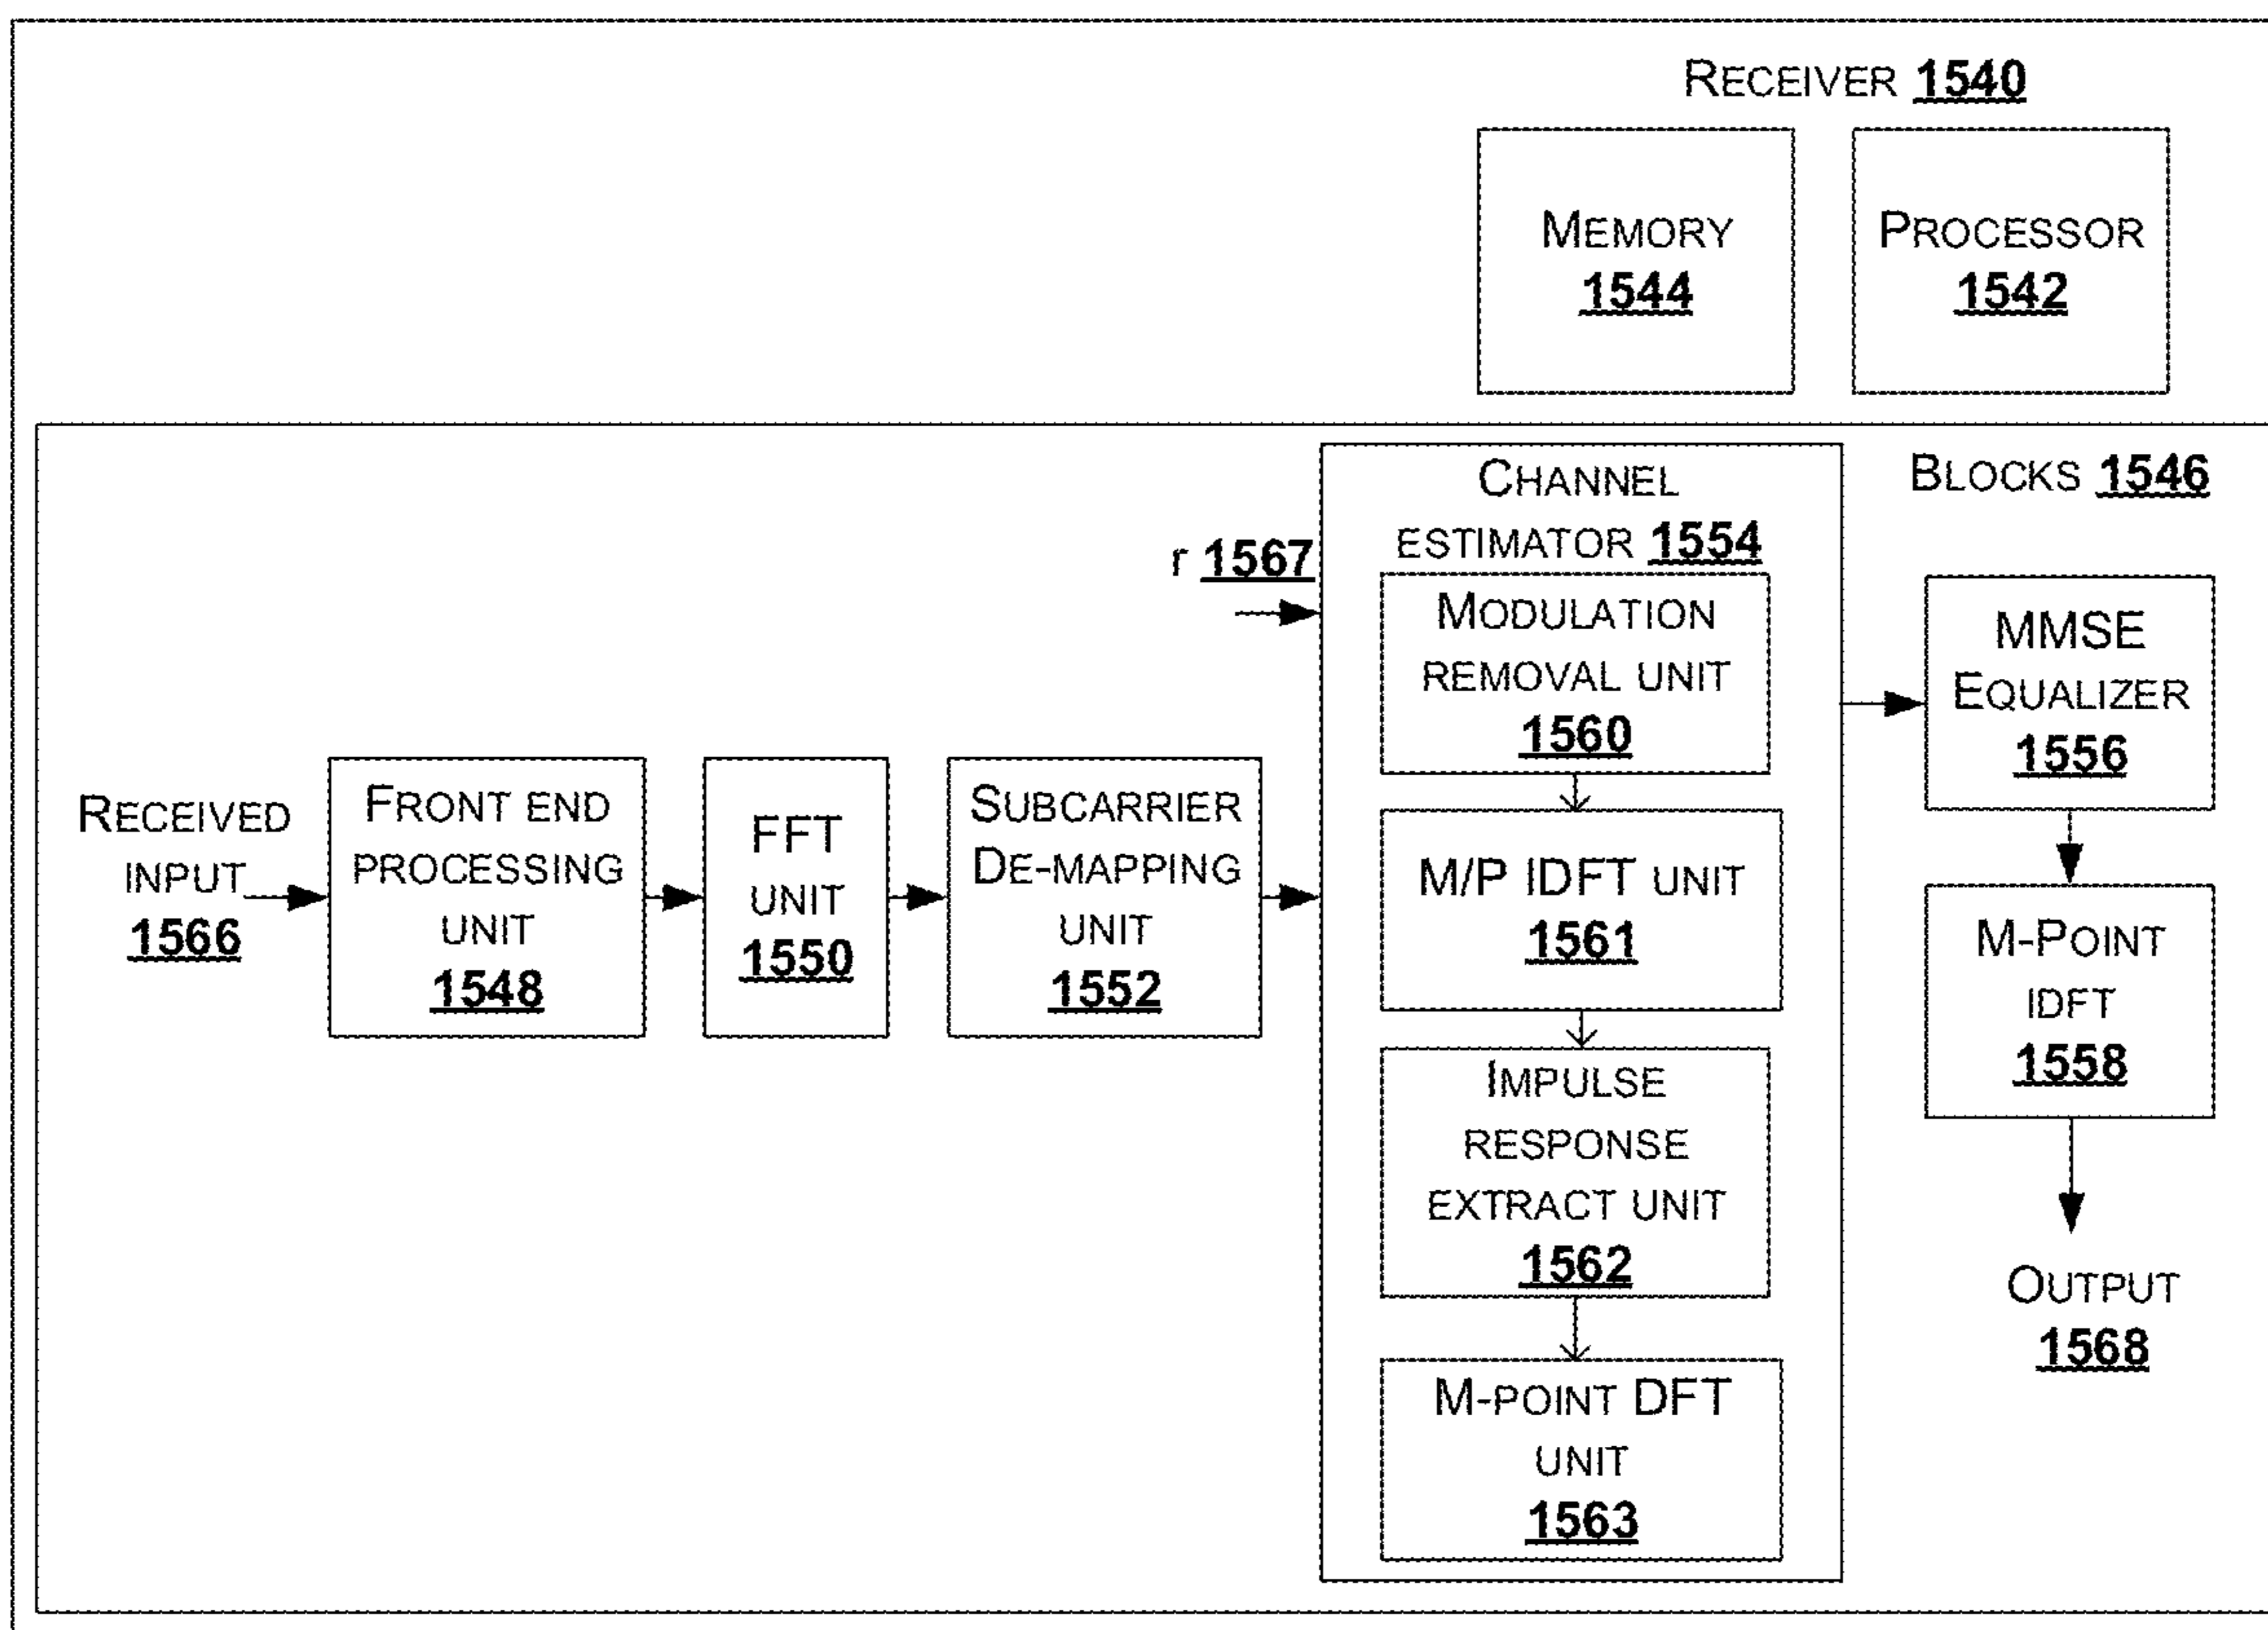 RECEIVER 1540
MEMORY
1544
PROCESSOR
1542
BLOCKS 1546
RECEIVED
INPUT
1566
FRONT END
PROCESSING
UNIT
1548
FFT
UNIT
1550
SUBCARRIER
DE-MAPPING
UNIT
1552
r 1567
CHANNEL
ESTIMATOR 1554
MODULATION
REMOVAL UNIT
1560
M/P IDFT UNIT
1561
IMPULSE
RESPONSE
EXTRACT UNIT
1562
M-POINT DFT
UNIT
1563
MMSE
EQUALIZER
1556
M-POINT
IDFT
1558
OUTPUT
1568